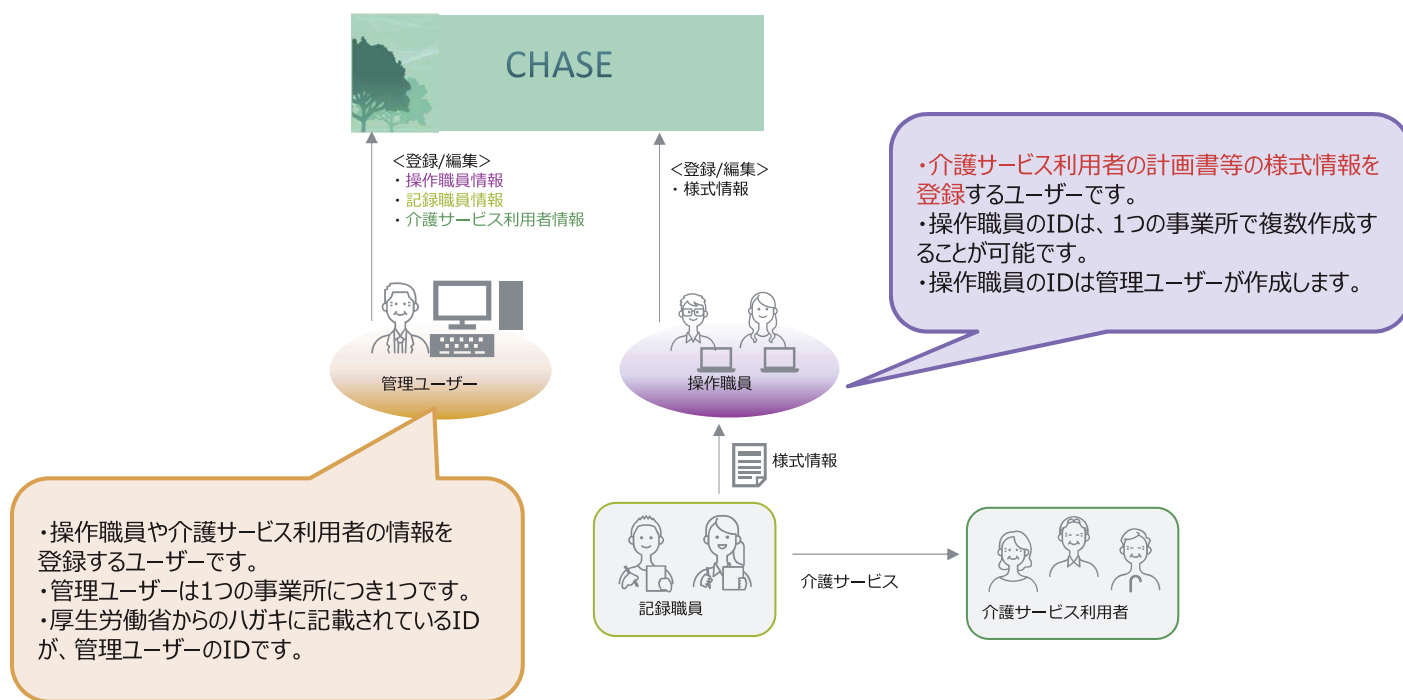 CHASE
<登録/編集>
・操作職員情報
・記録職員情報
・介護サービス利用者情報
<登録/編集>
・様式情報
・介護サービス利用者の計画書等の様式情報を
登録するユーザーです。
・操作職員のIDは、1つの事業所で複数作成す
ることが可能です。
・操作職員のIDは管理ユーザーが作成します。
管理ユーザー
操作職員
様式情報
・操作職員や介護サービス利用者の情報を
登録するユーザーです。
・管理ユーザーは1つの事業所につき1つです。
・厚生労働省からのハガキに記載されているID
が、管理ユーザーのIDです。
記録職員
介護サービス
介護サービス利用者